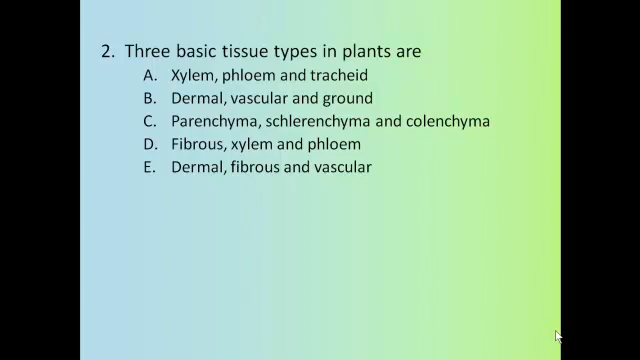 2. Three basic tissue types in plants are
A. Xylem, phloem and tracheid
B. Dermal, vascular and ground
C. Parenchyma, schlerenchyma and colenchyma
D. Fibrous, xylem and phloem
E. Dermal, fibrous and vascular